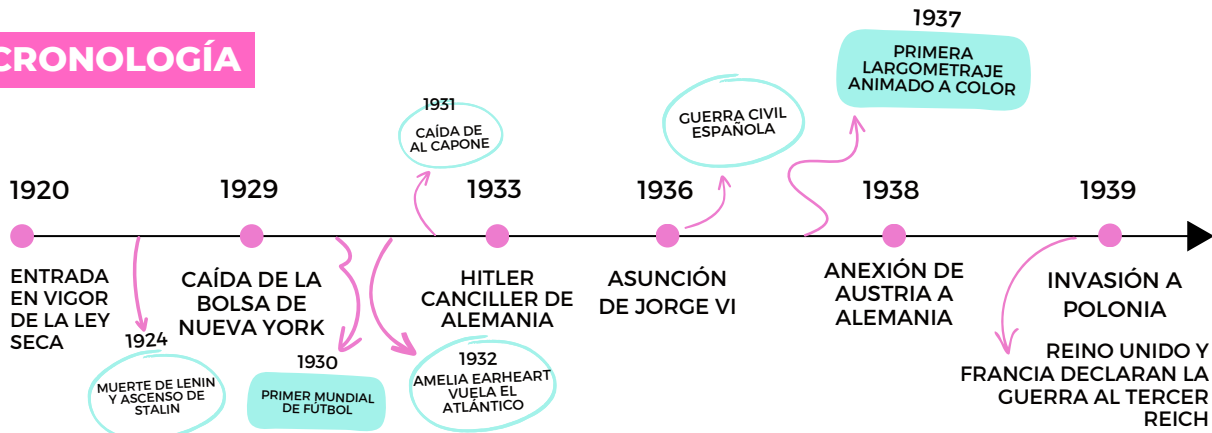 CRONOLOGÍA
1937
PRIMERA
LARGOMETRAJE
ANIMADO A COLOR
1931
CAÍDA DE
AL CAPONE
GUERRA CIVIL
ESPAÑOLA
1920
1929
1933
1936
1938
1939
ENTRADA
EN VIGOR
DE LA LEY
SECA
CAÍDA DE LA
BOLSA DE
NUEVA YORK
HITLER
CANCILLER DE
ALEMANIA
ASUNCIÓN
DE JORGE VI
ANEXIÓN DE
AUSTRIA A
ALEMANIA
INVASIÓN A
POLONIA
1924
MUERTE DE LENIN
Y ASCENSO DE
STALIN
1930
PRIMER MUNDIAL
DE FÚTBOL
1932
AMELIA EARHEART
VUELA EL
ATLÁNTICO
REINO UNIDO Y
FRANCIA DECLARAN LA
GUERRA AL TERCER
REICH